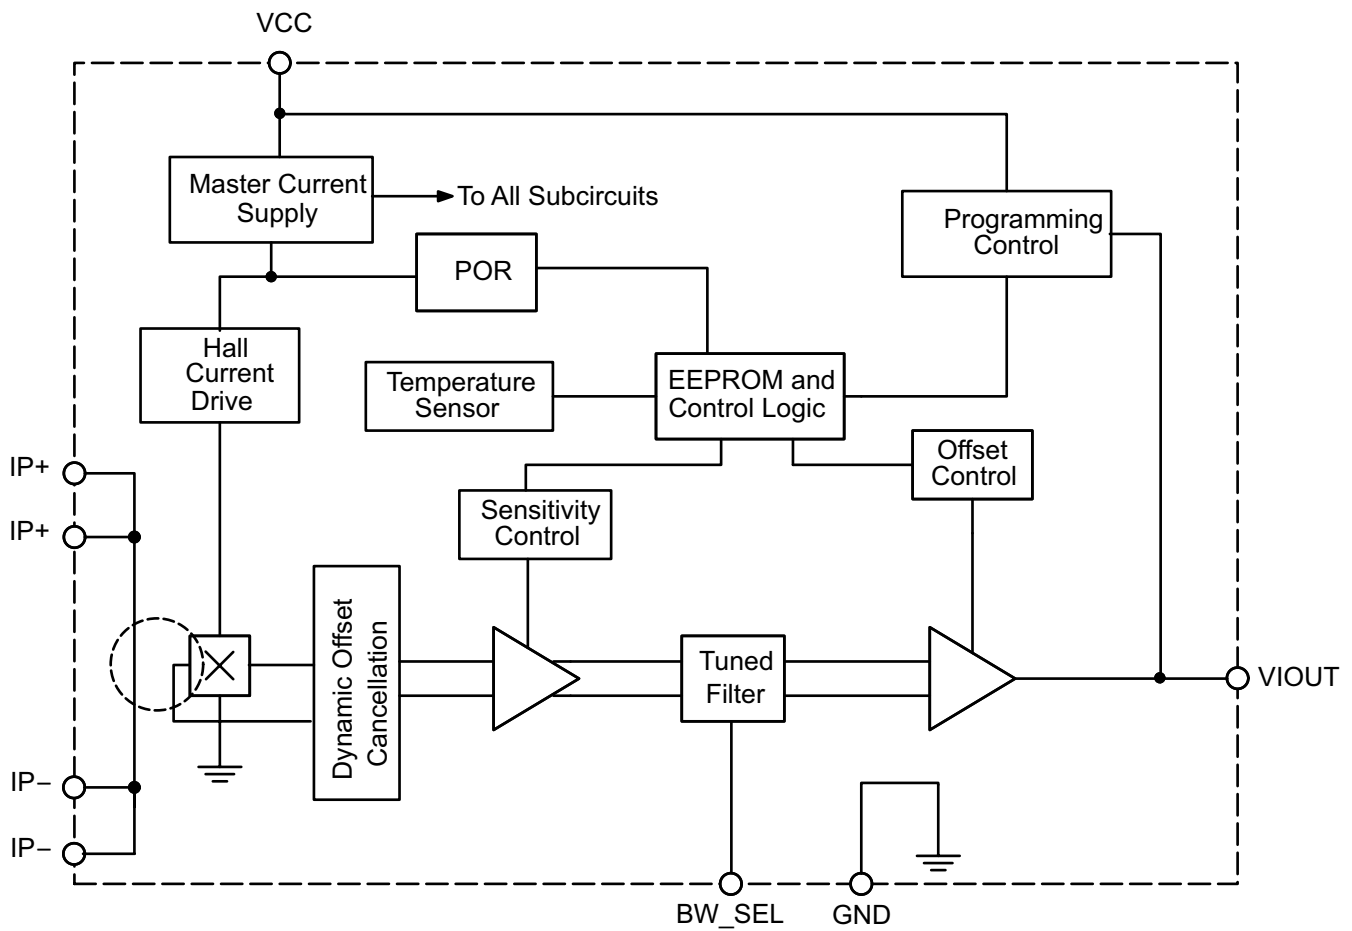 VCC
Master Current
Supply
To All Subcircuits
Programming
Control
POR
Hall
Current
Drive
Temperature
Sensor
EEPROM and
Control Logic
Offset
Control
IP+
Sensitivity
Control
IP+
Dynamic Offset
Cancellation
Tuned
Filter
VIOUT
IP–
IP–
BW_SEL
GND